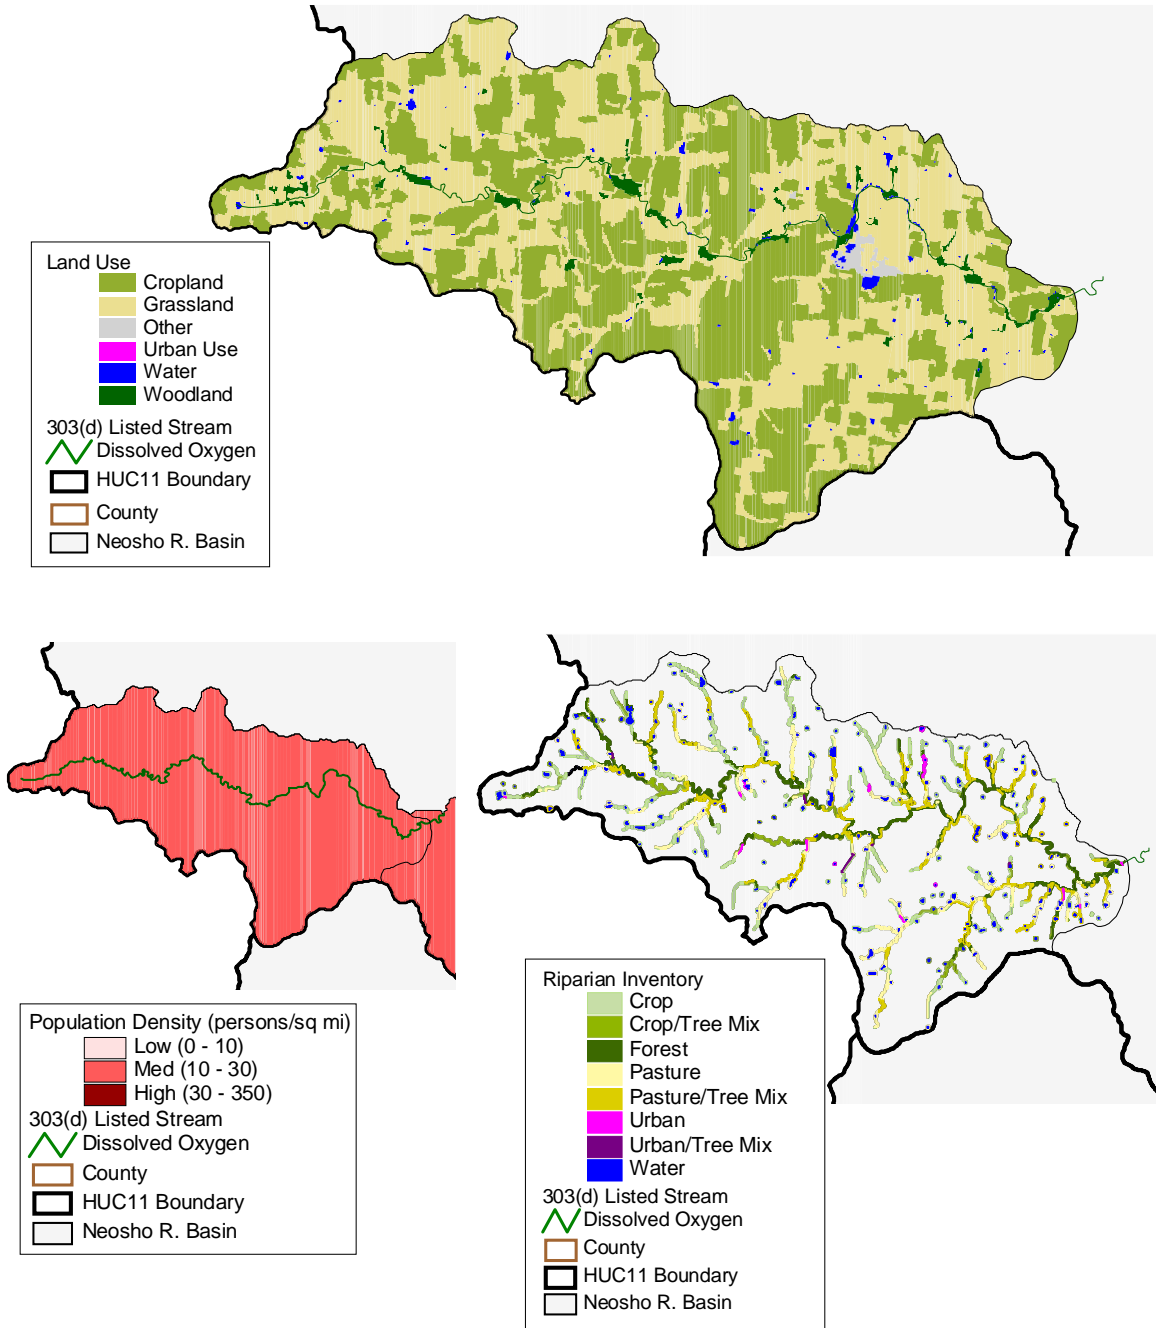 Land Use
Cropland
Grassland
Other
Urban Use
Water
Woodland
303(d) Listed Stream
Dissolved Oxygen
HUC11 Boundary
County
Neosho R. Basin
Population Density (persons/sq mi)
Low (0 - 10)
Med (10 - 30)
High (30 - 350)
303(d) Listed Stream
Dissolved Oxygen
County
HUC11 Boundary
Neosho R. Basin
Riparian Inventory
Crop
Crop/Tree Mix
Forest
Pasture
Pasture/Tree Mix
Urban
Urban/Tree Mix
Water
303(d) Listed Stream
Dissolved Oxygen
County
HUC11 Boundary
Neosho R. Basin